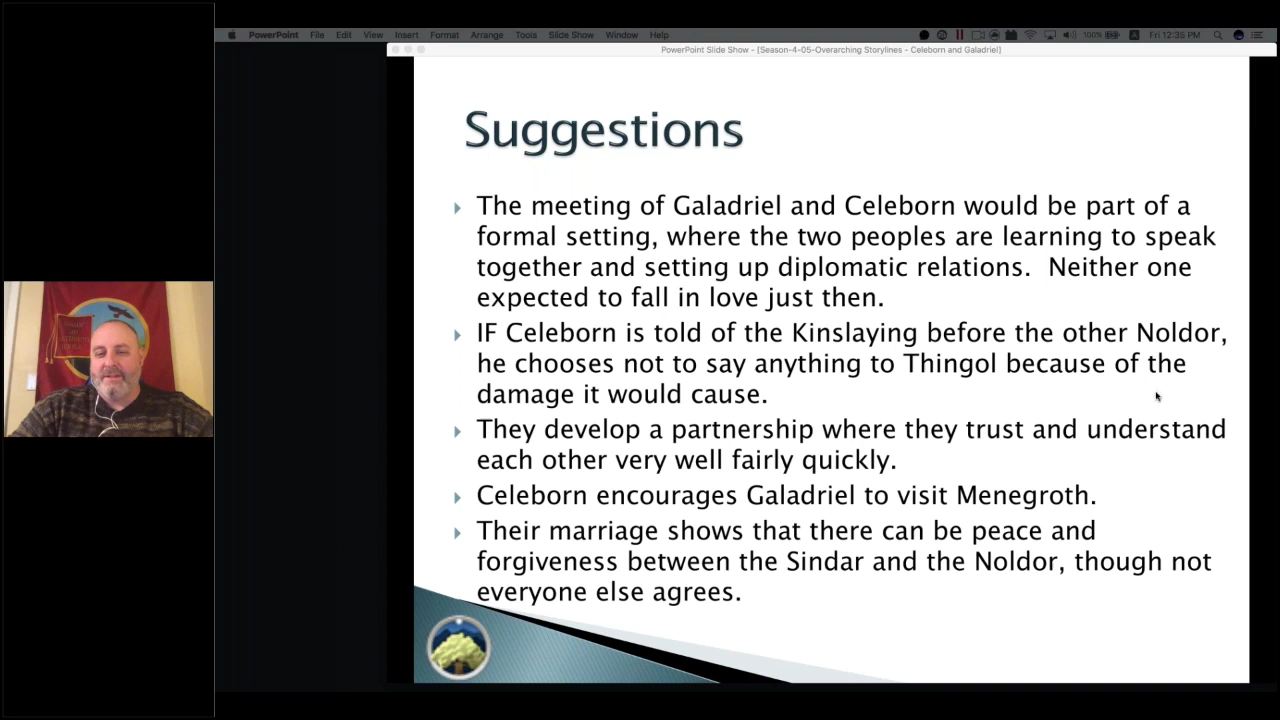 PowerPoint File Edit View Insert Format Arrange Tools Slide Show Window Help 100% A Fri 12:35 PM
PowerPoint Slide Show - [Season-4-05-Overarching Storylines - Celeborn and Galadriel]
Suggestions
The meeting of Galadriel and Celeborn would be part of a
formal setting, where the two peoples are learning to speak
together and setting up diplomatic relations. Neither one
expected to fall in love just then.
IF Celeborn is told of the Kinslaying before the other Noldor,
he chooses not to say anything to Thingol because of the
damage it would cause.
They develop a partnership where they trust and understand
each other very well fairly quickly.
Celeborn encourages Galadriel to visit Menegroth.
Their marriage shows that there can be peace and
forgiveness between the Sindar and the Noldor, though not
everyone else agrees.